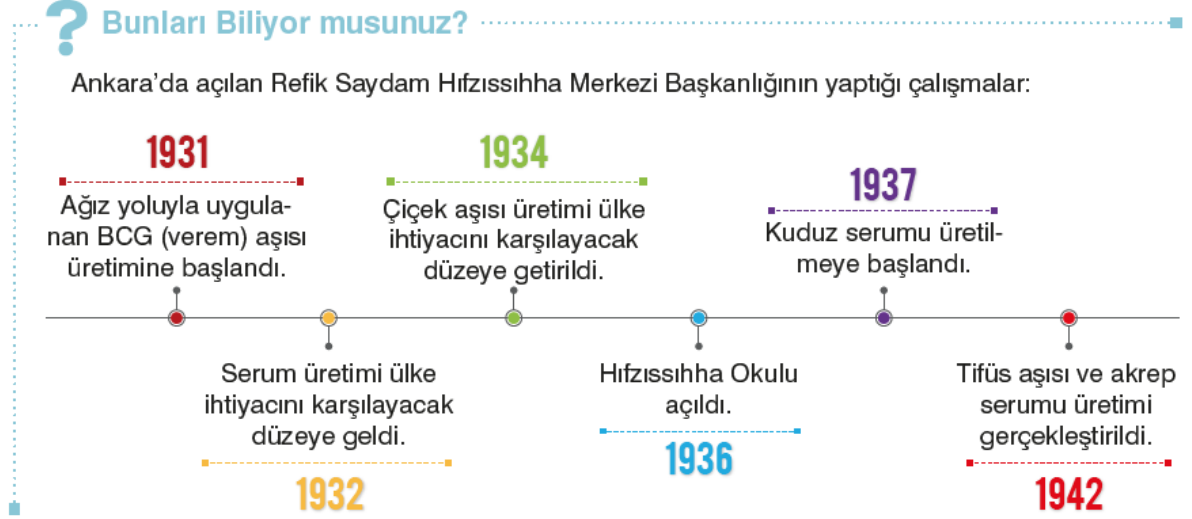 ? Bunları Biliyor musunuz?
Ankara’da açılan Refik Saydam Hıfzıssıhha Merkezi Başkanlığının yaptığı çalışmalar:
1931
Ağız yoluyla uygula-
nan BCG (verem) aşısı
üretimine başlandı.
Serum üretimi ülke
ihtiyacını karşılayacak
düzeye geldi.
1932
1934
Çiçek aşısı üretimi ülke
ihtiyacını karşılayacak
düzeye getirildi.
Hıfzıssıhha Okulu
açıldı.
1936
1937
Kuduz serumu üretil-
meye başlandı.
Tifüs aşısı ve akrep
serumu üretimi
gerçekleştirildi.
1942